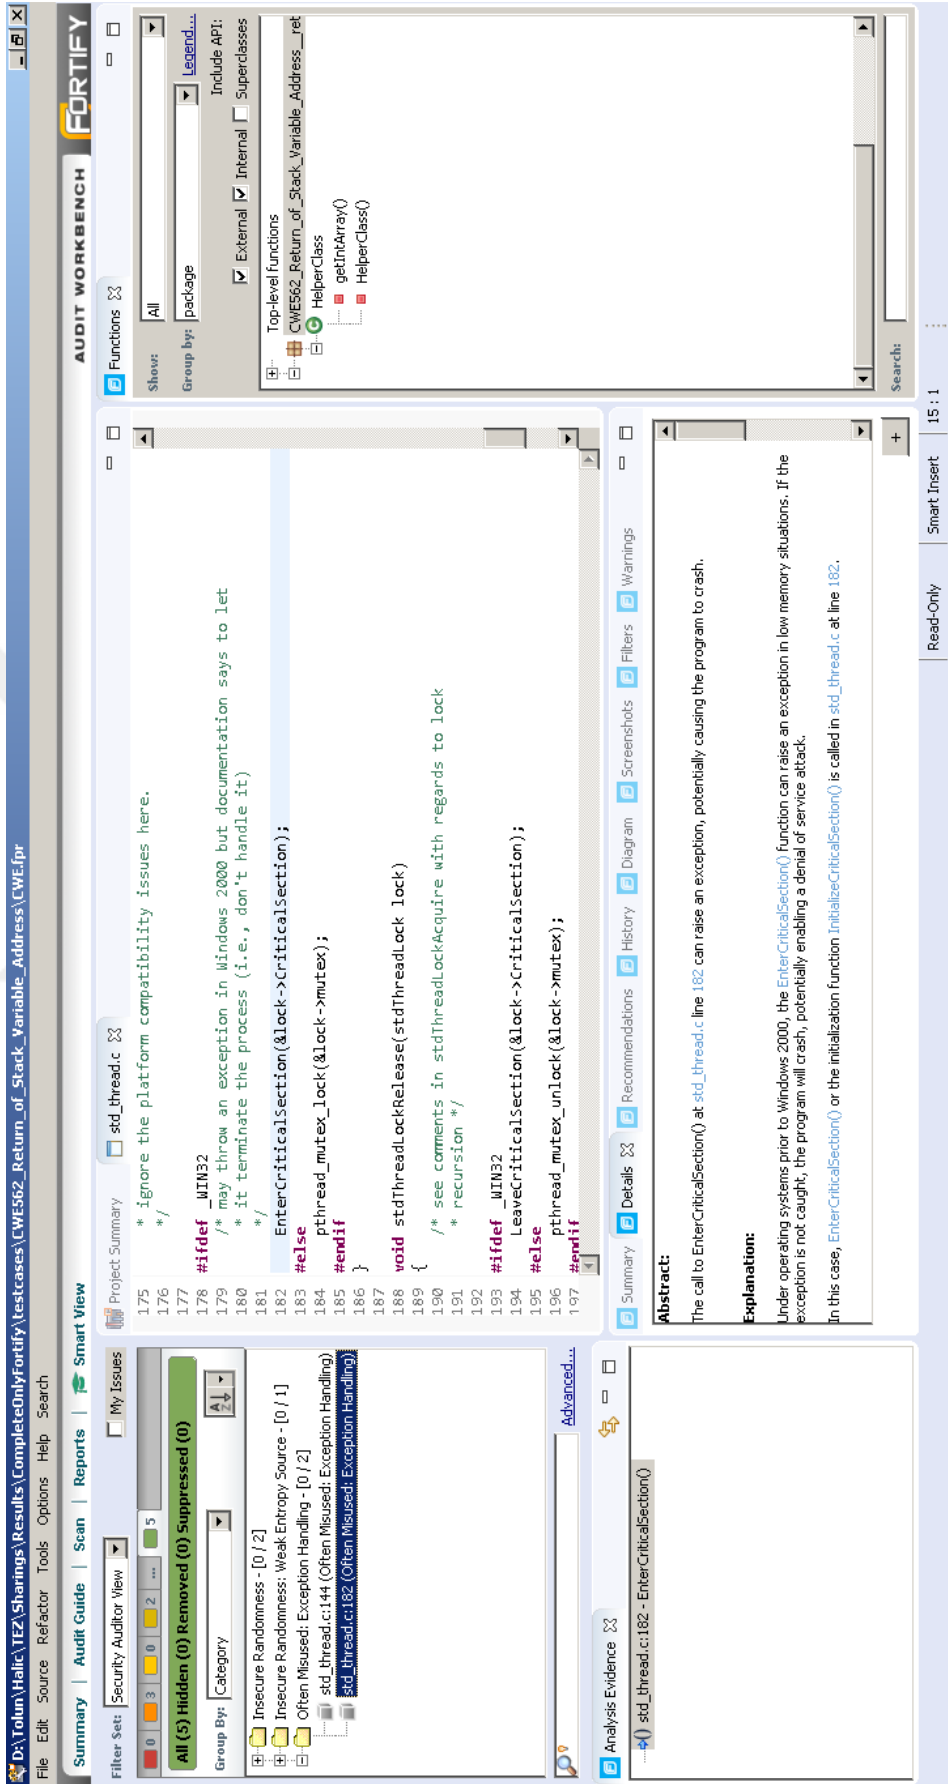 D:\Tolun\Halic\TEZ\Sharings\Results\CompleteOnlyFortify\testcases\CWE562_Return_of_Stack_Variable_Address\CWE.fpr
File Edit Source Refactor Tools Options Help Search
Summary | Audit Guide | Scan | Reports | Smart View
AUDIT WORKBENCH FORTIFY
Filter Set: Security Auditor View
My Issues
0 3 0 2 ... 5
All (5) Hidden (0) Removed (0) Suppressed (0)
Group By: Category
Insecure Randomness - [0 / 2]
Insecure Randomness: Weak Entropy Source - [0 / 1]
Often Misused: Exception Handling - [0 / 2]
std_thread.c:144 (Often Misused: Exception Handling)
std_thread.c:182 (Often Misused: Exception Handling)
Advanced...
Analysis Evidence
() std_thread.c:182 - EnterCriticalSection()
Project Summary std_thread.c
175 * ignore the platform compatibility issues here.
176 */
177
178 #ifdef _WIN32
179 /* may throw an exception in Windows 2000 but documentation says to let
180 * it terminate the process (i.e., don't handle it)
181 */
182 EnterCriticalSection(&lock->criticalSection);
183 #else
184 pthread_mutex_lock(&lock->mutex);
185 #endif
186 }
187
188 void stdThreadLockRelease(stdThreadLock lock)
189 {
190 /* see comments in stdThreadLockAcquire with regards to lock
191 * recursion */
192
193 #ifdef _WIN32
194 LeaveCriticalSection(&lock->criticalSection);
195 #else
196 pthread_mutex_unlock(&lock->mutex);
197 #endif
Summary Details Recommendations History Diagram Screenshots Filters Warnings
Abstract:
The call to EnterCriticalSection() at std_thread.c line 182 can raise an exception, potentially causing the program to crash.
Explanation:
Under operating systems prior to Windows 2000, the EnterCriticalSection() function can raise an exception in low memory situations. If the
exception is not caught, the program will crash, potentially enabling a denial of service attack.
In this case, EnterCriticalSection() or the initialization function InitializeCriticalSection() is called in std_thread.c at line 182.
+
Functions
Show: All
Group by: package
Legend...
Include API:
External Internal Superclasses
Top-level functions
CWE562_Return_of_Stack_Variable_Address__ret
HelperClass
getIntArray()
HelperClass()
Search:
Read-Only Smart Insert 15 : 1